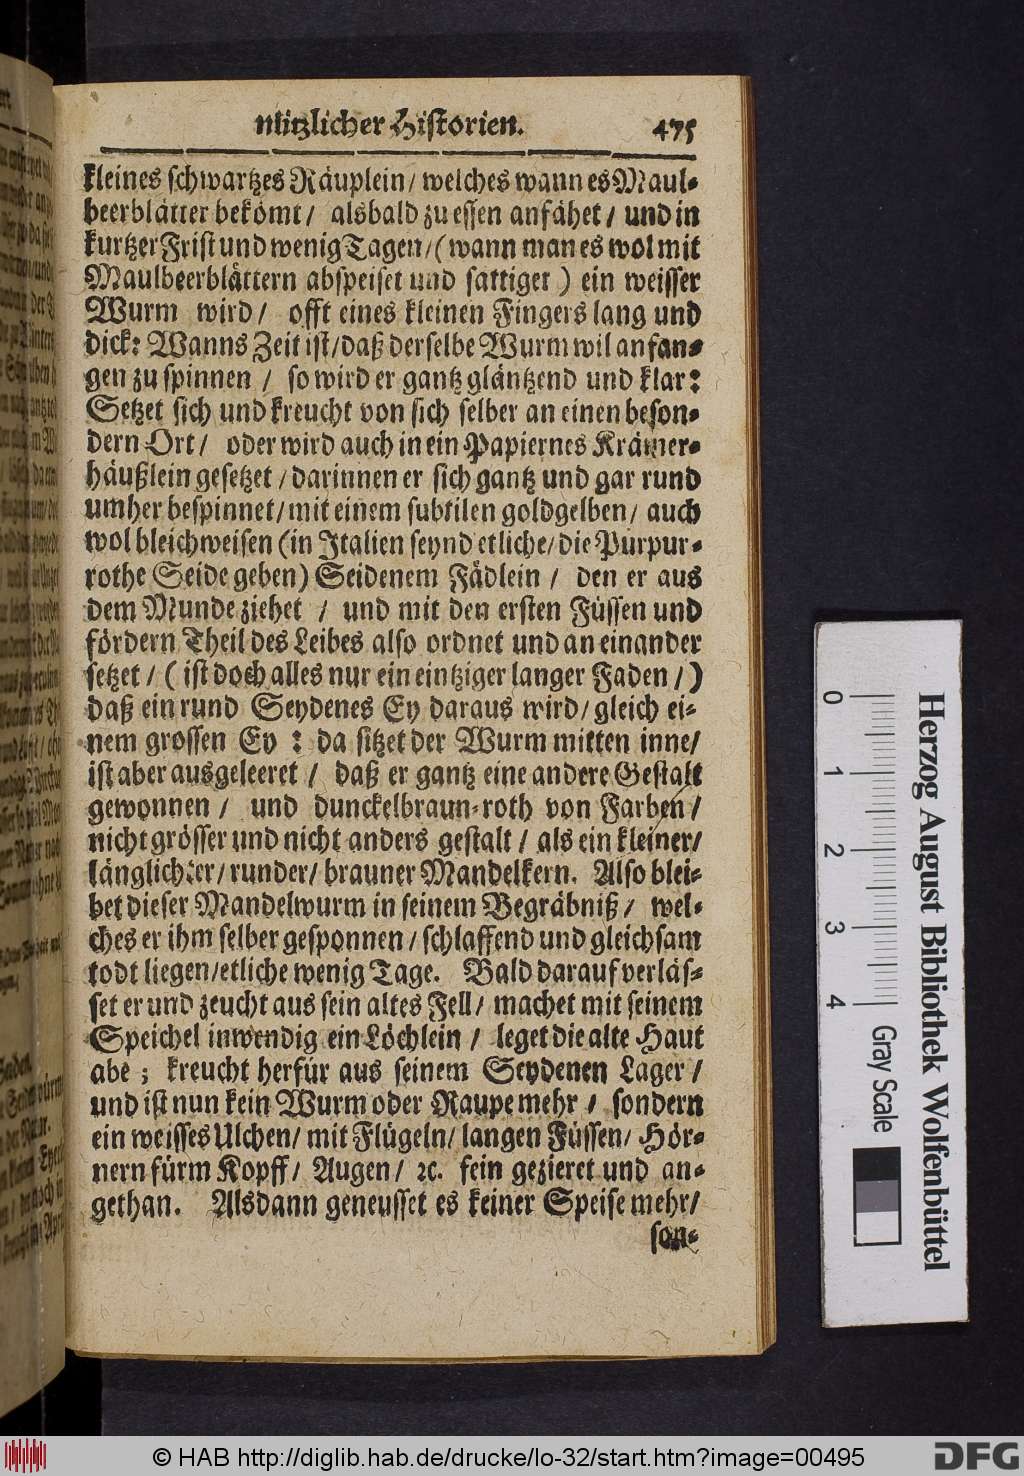 nützlicher Historien. 475
kleines schwartzes Räuplein / welches wann es Maul-
beerblätter bekömt / alsbald zu essen anfähet / und in
kurtzer Frist und wenig Tagen / (wann man es wol mit
Maulbeerblättern abspeiset und sättiget ) ein weisser
Wurm wird / offt eines kleinen Fingers lang und
dick: Wanns Zeit ist / daß derselbe Wurm wil anfan-
gen zu spinnen / so wird er gantz gläntzend und klar:
Setzet sich und kreucht von sich selber an einen beson-
dern Ort / oder wird auch in ein Papiernes Krämer-
häußlein gesetzet / darinnen er sich gantz und gar rund
umher bespinnet / mit einem subtilen goldgelben / auch
wol bleichweisen (in Italien seynd etliche / die Purpur-
rothe Seide geben) Seidenem Fädlein / den er aus
dem Munde ziehet / und mit den ersten Füssen und
fördern Theil des Leibes also ordnet und an einander
setzet / ( ist doch alles nur ein eintziger langer Faden /)
daß ein rund Seydenes Ey daraus wird / gleich ei-
nem grossen Ey : da sitzet der Wurm mitten inne /
ist aber ausgeleeret / daß er gantz eine andere Gestalt
gewonnen / und dunckelbraun-roth von Farben /
nicht grösser und nicht anders gestalt / als ein kleiner /
länglichter / runder / brauner Mandelkern. Also blei-
bet dieser Mandelwurm in seinem Begräbniß / wel-
ches er ihm selber gesponnen / schlaffend und gleichsam
todt liegen / etliche wenig Tage. Bald darauf verläs-
set er und zeucht aus sein altes Fell / machet mit seinem
Speichel inwendig ein Löchlein / leget die alte Haut
abe ; kreucht herfür aus seinem Seydenen Lager /
und ist nun kein Wurm oder Raupe mehr / sondern
ein weisses Ulchen / mit Flügeln / langen Füssen / Hör-
nern fürm Kopff / Augen / ꝛc. fein gezieret und an-
gethan. Alsdann geneusset es keiner Speise mehr /
son-
0 1 2 3 4 Gray Scale
Herzog August Bibliothek Wolfenbüttel
© HAB http://diglib.hab.de/drucke/lo-32/start.htm?image=00495
DFG